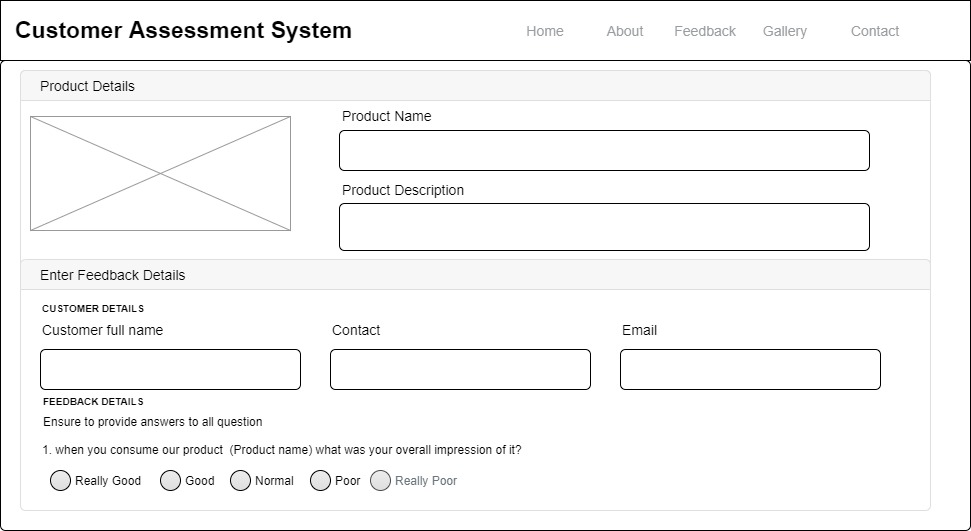 Customer Assessment System Home About Feedback Gallery Contact
Product Details
Product Name
Product Description
Enter Feedback Details
CUSTOMER DETAILS
Customer full name Contact Email
FEEDBACK DETAILS
Ensure to provide answers to all question
1. when you consume our product (Product name) what was your overall impression of it?
Really Good Good Normal Poor Really Poor